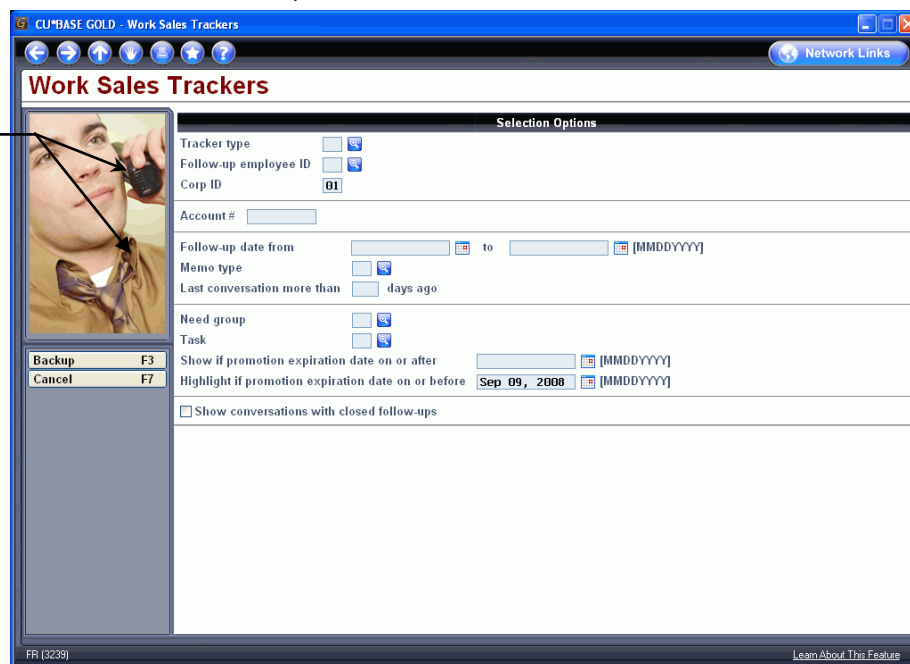 CU*BASE GOLD - Work Sales Trackers
Network Links
Work Sales Trackers
Selection Options
Tracker type
Follow-up employee ID
Corp ID 01
Account #
Follow-up date from to [MMDDYYYY]
Memo type
Last conversation more than days ago
Need group
Task
Show if promotion expiration date on or after [MMDDYYYY]
Highlight if promotion expiration date on or before Sep 09, 2008 [MMDDYYYY]
Show conversations with closed follow-ups
Backup F3
Cancel F7
FR (3239)
Learn About This Feature